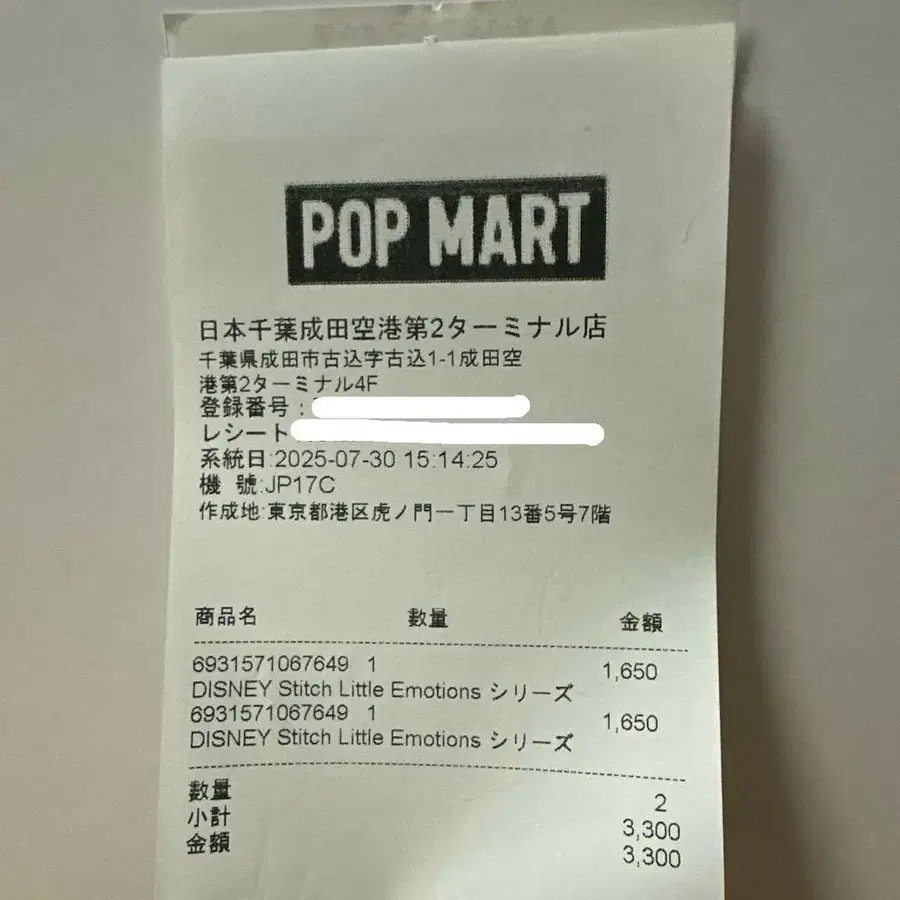 POP MART
日本千葉成田空港第2ターミナル店
千葉県成田市古込字古込1-1成田空
港第2ターミナル4F
登録番号：
レシート
系統日:2025-07-30 15:14:25
機 號:JP17C
作成地:東京都港区虎ノ門一丁目13番5号7階
商品名 数量 金額
6931571067649 1 1,650
DISNEY Stitch Little Emotions シリーズ
6931571067649 1 1,650
DISNEY Stitch Little Emotions シリーズ
数量 2
小計 3,300
金額 3,300